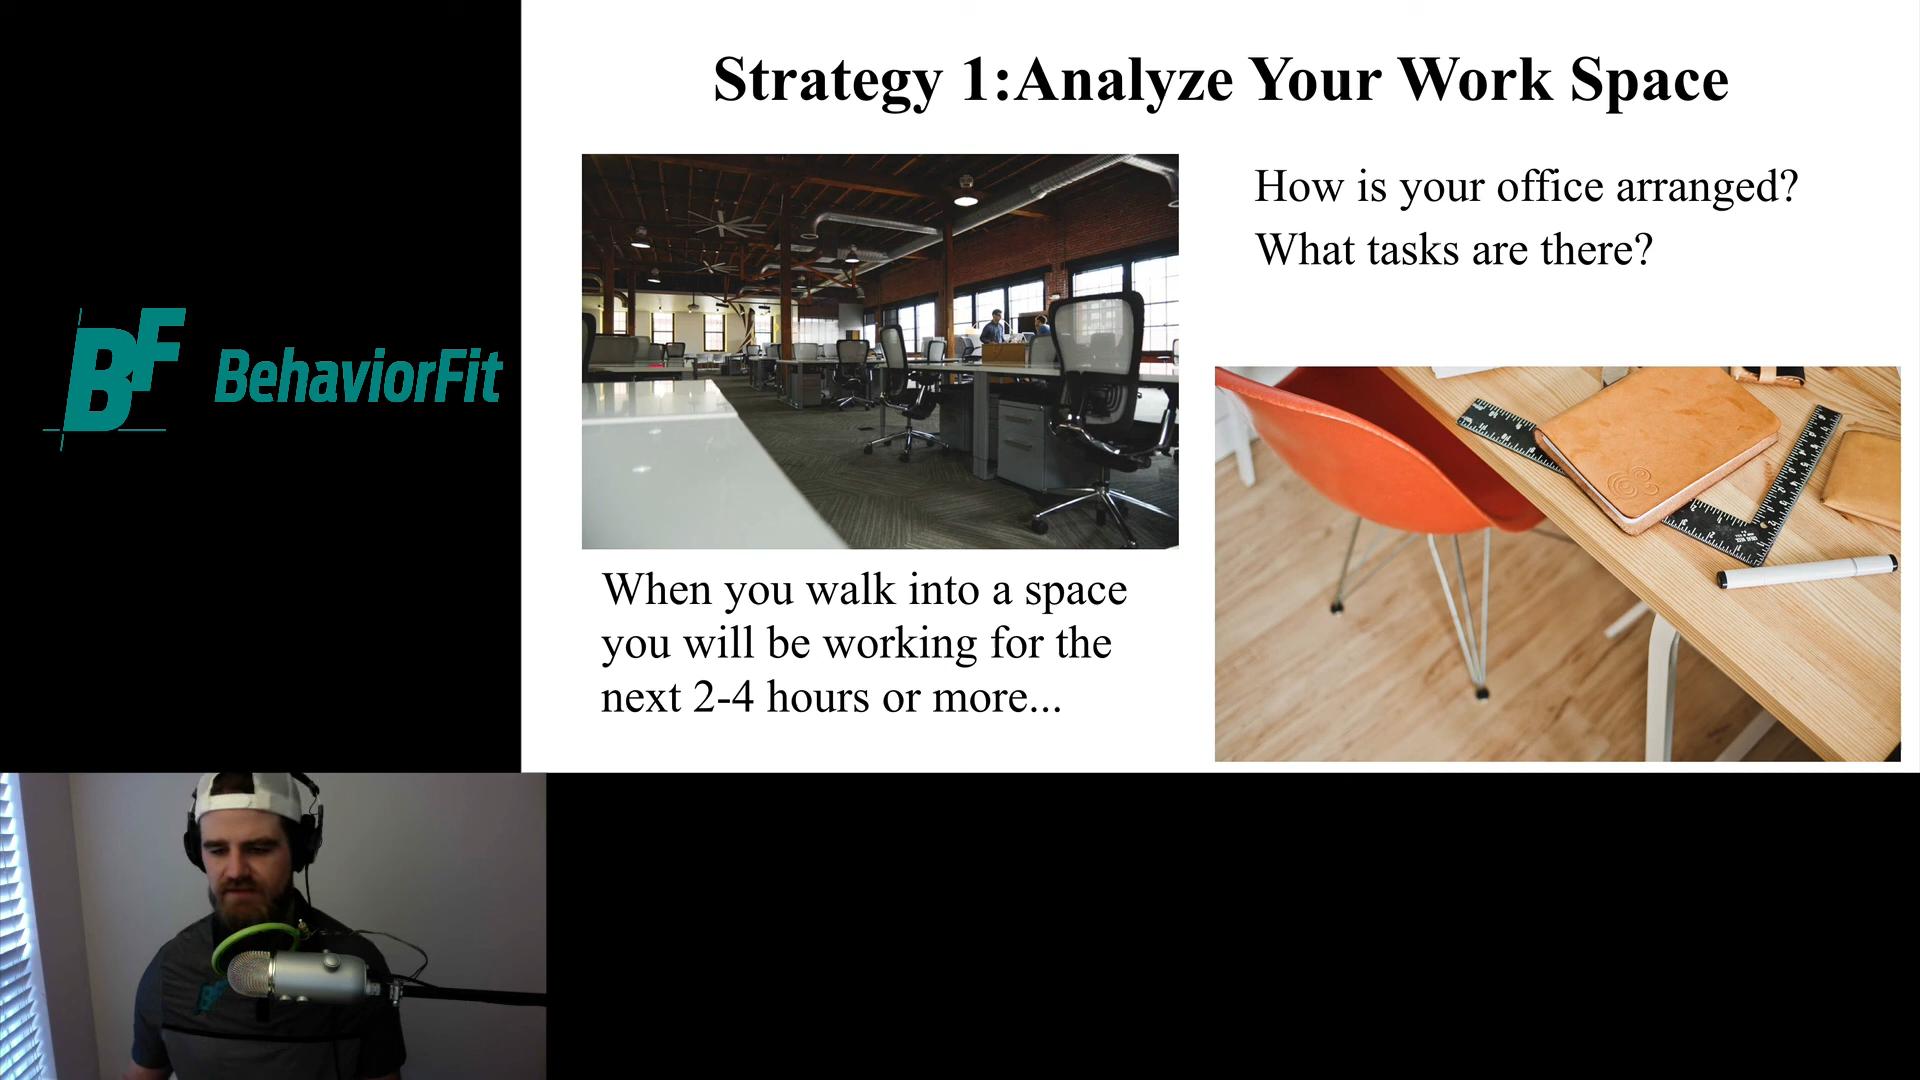 Strategy 1:Analyze Your Work Space
How is your office arranged?
What tasks are there?
BF BehaviorFit
When you walk into a space
you will be working for the
next 2-4 hours or more...